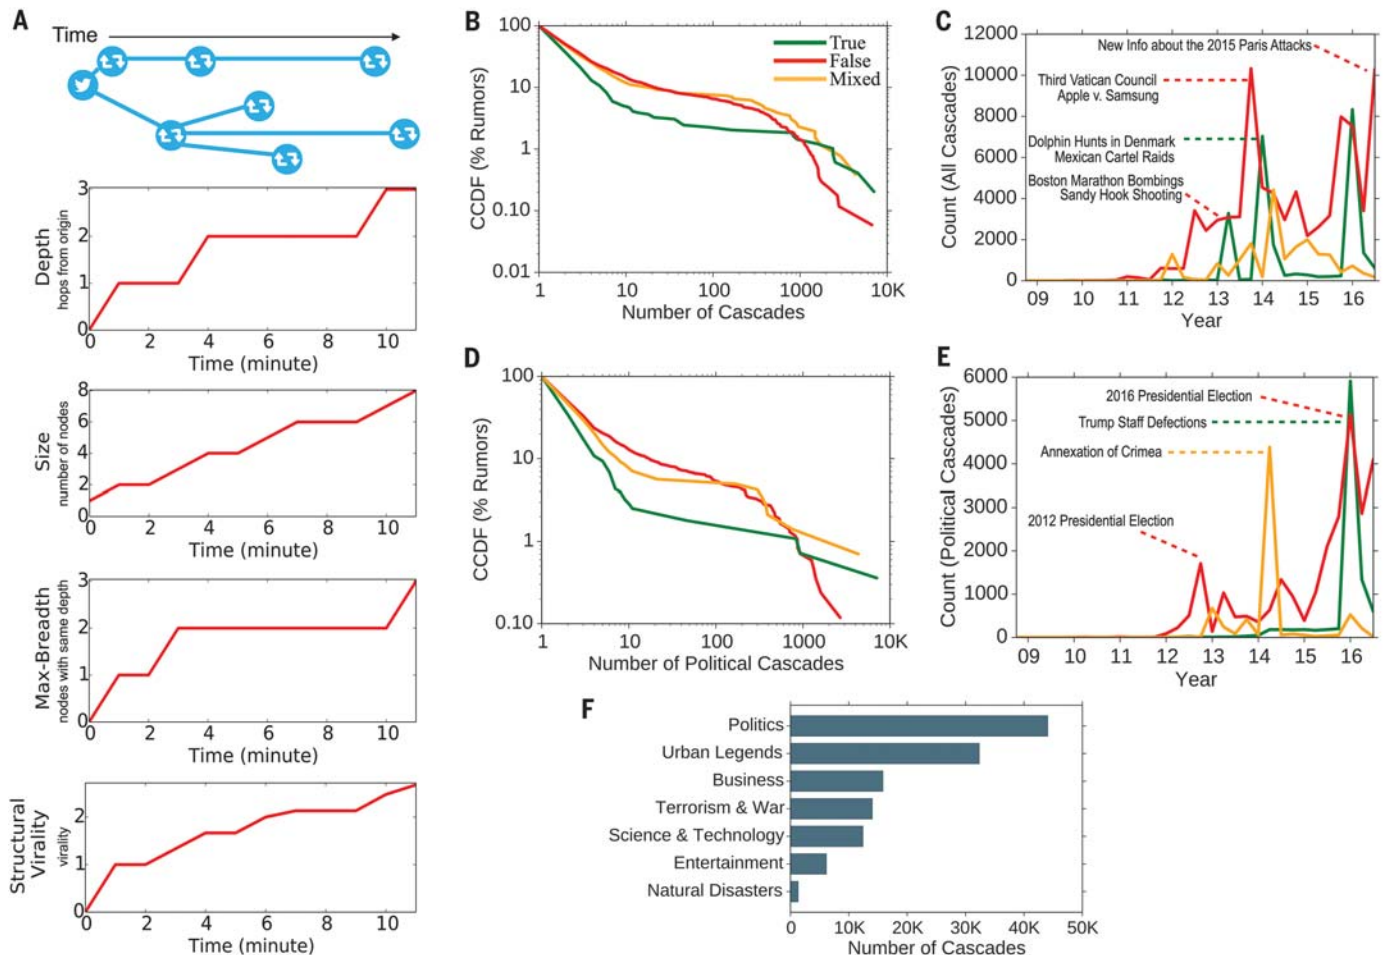 A
Time
3
2
1
0
Depth
hops from origin
0 2 4 6 8 10
Time (minute)
8
6
4
2
0
Size
number of nodes
0 2 4 6 8 10
Time (minute)
3
2
1
0
Max-Breadth
nodes with same depth
0 2 4 6 8 10
Time (minute)
2
1
0
Structural
Virality
virality
0 2 4 6 8 10
Time (minute)
B
100
10
1
0.10
0.01
CCDF (% Rumors)
True
False
Mixed
1 10 100 1000 10K
Number of Cascades
C
12000
10000
8000
6000
4000
2000
0
Count (All Cascades)
New Info about the 2015 Paris Attacks
Third Vatican Council
Apple v. Samsung
Dolphin Hunts in Denmark
Mexican Cartel Raids
Boston Marathon Bombings
Sandy Hook Shooting
09 10 11 12 13 14 15 16
Year
D
100
10
1
0.10
CCDF (% Rumors)
1 10 100 1000 10K
Number of Political Cascades
E
6000
5000
4000
3000
2000
1000
0
Count (Political Cascades)
2016 Presidential Election
Trump Staff Defections
Annexation of Crimea
2012 Presidential Election
09 10 11 12 13 14 15 16
Year
F
Politics
Urban Legends
Business
Terrorism & War
Science & Technology
Entertainment
Natural Disasters
0 10K 20K 30K 40K 50K
Number of Cascades